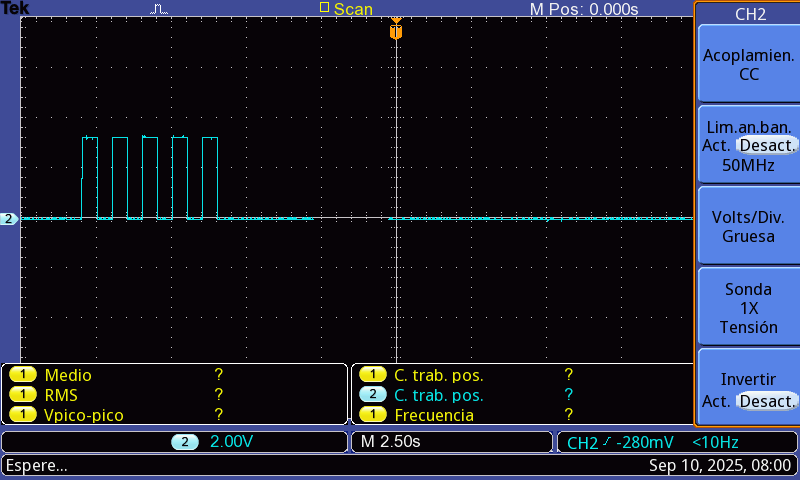 Tek Scan M Pos: 0.000s CH2
T
Acoplamien.
CC
Lim.an.ban.
Act. Desact.
50MHz
2
Volts/Div.
Gruesa
Sonda
1X
Tensión
Invertir
Act. Desact.
1 Medio ?
1 RMS ?
1 Vpico-pico ?
1 C. trab. pos. ?
2 C. trab. pos. ?
1 Frecuencia ?
2 2.00V M 2.50s CH2 -280mV <10Hz
Espere... Sep 10, 2025, 08:00